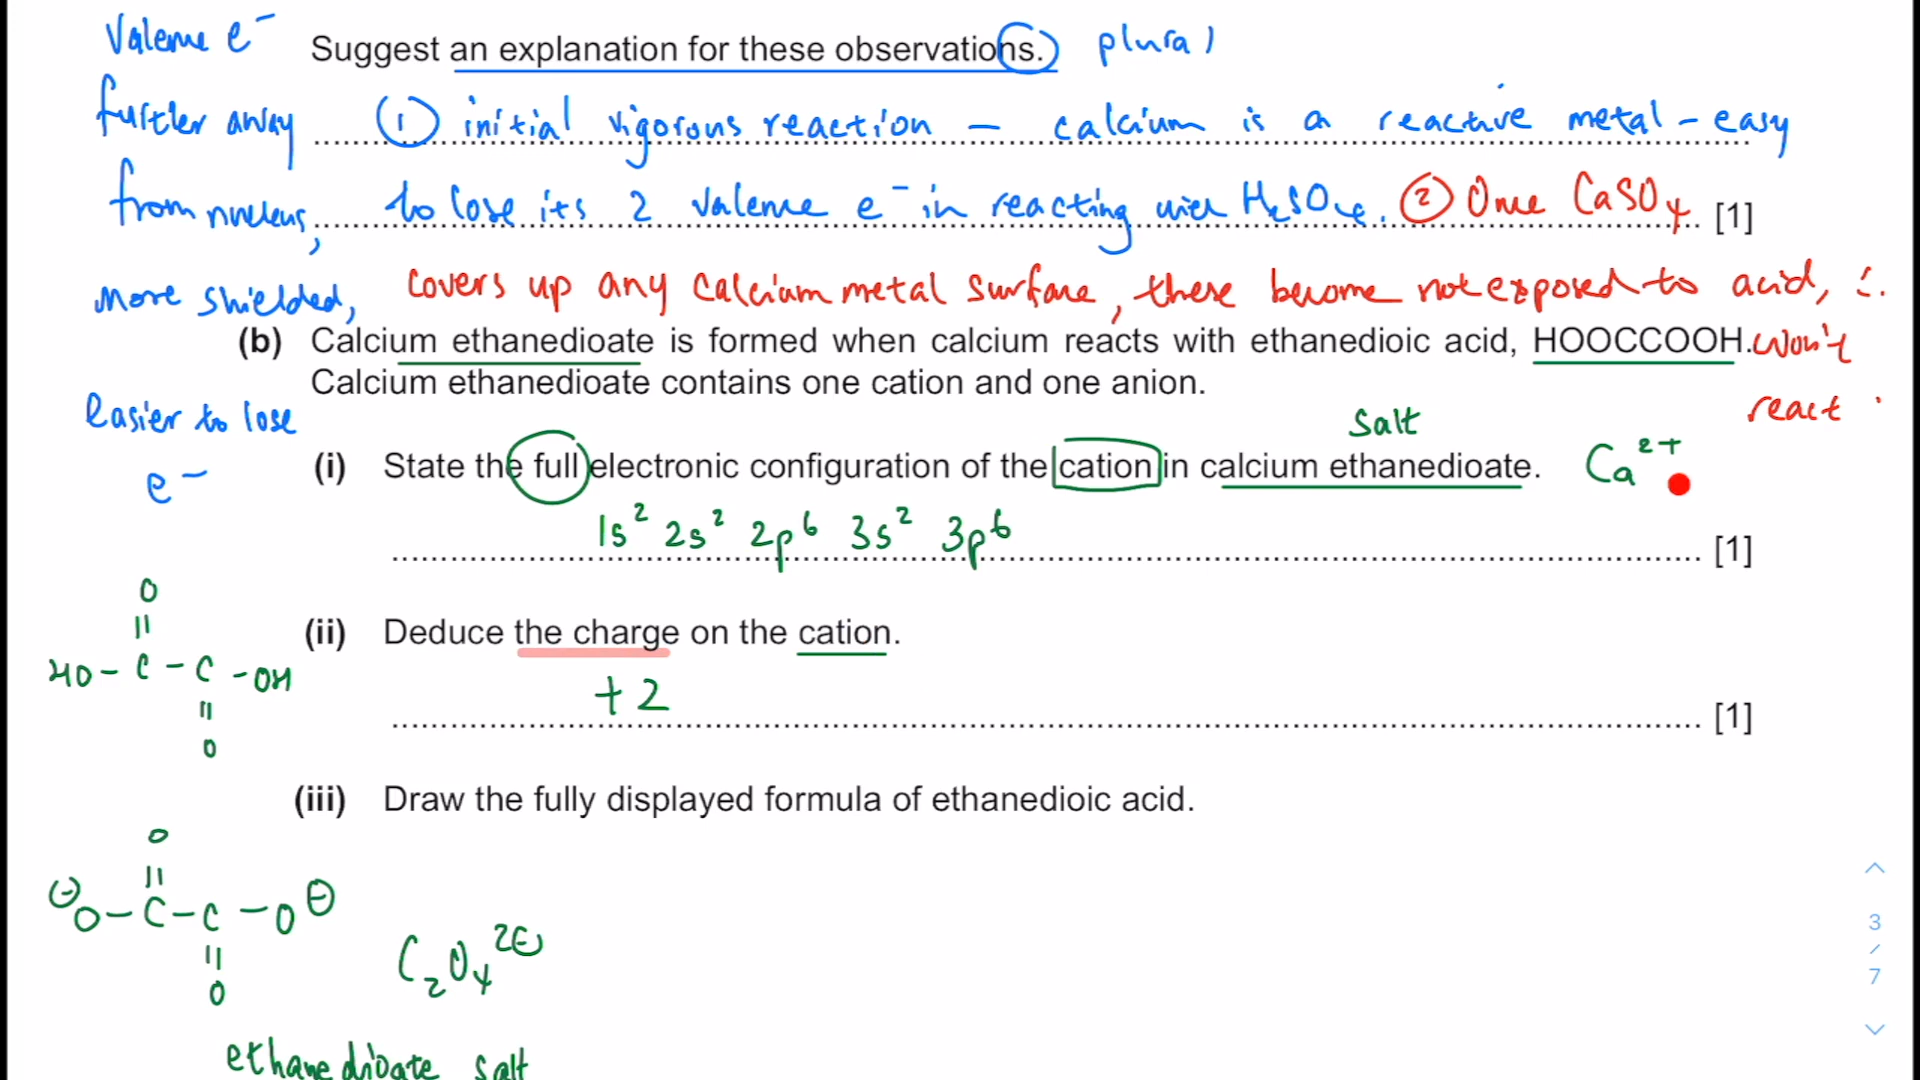 Valence e⁻
Suggest an explanation for these observations. plural
further away
① initial vigorous reaction – calcium is a reactive metal – easy
from nucleus,
to lose its 2 valence e⁻ in reacting with H₂SO₄. ② Once CaSO₄ [1]
more shielded,
covers up any calcium metal surface, these become not exposed to acid, ∴
(b) Calcium ethanedioate is formed when calcium reacts with ethanedioic acid, HOOCCOOH. won't
Calcium ethanedioate contains one cation and one anion.
react
easier to lose
e⁻
salt
(i) State the full electronic configuration of the cation in calcium ethanedioate. Ca²⁺
1s² 2s² 2p⁶ 3s² 3p⁶
[1]
O
||
HO – C – C – OH
||
O
(ii) Deduce the charge on the cation.
+2
[1]
(iii) Draw the fully displayed formula of ethanedioic acid.
O
||
⊖O – C – C – O⊖
||
O
C₂O₄²⊖
ethanedioate salt
3
/
7